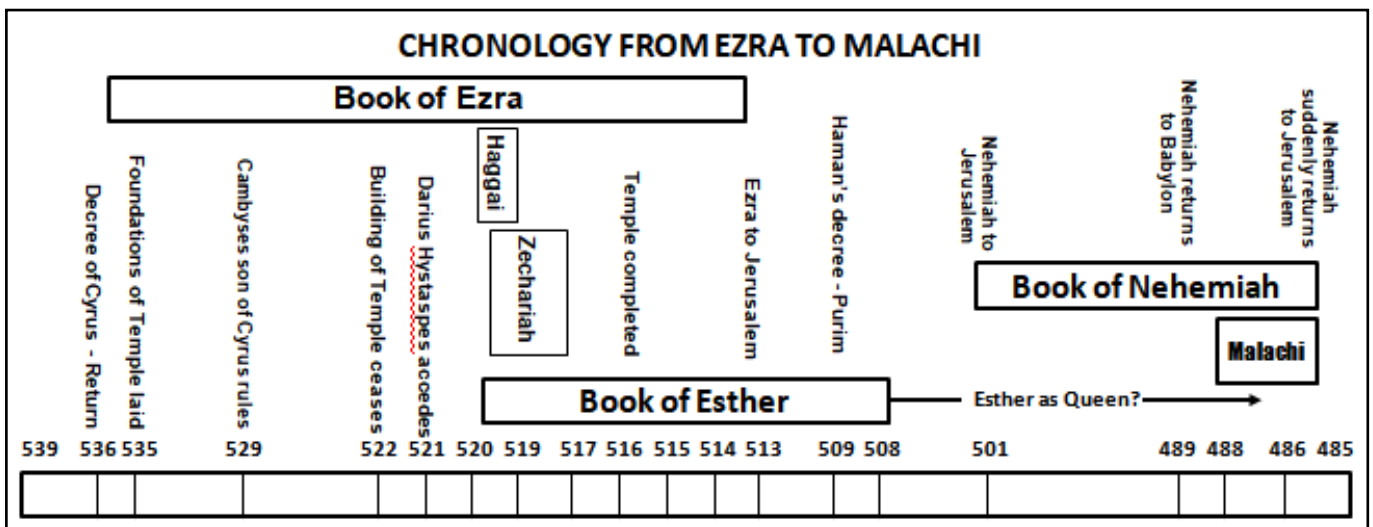 CHRONOLOGY FROM EZRA TO MALACHI
Book of Ezra
Decree of Cyrus - Return
Foundations of Temple laid
Cambyses son of Cyrus rules
Building of Temple ceases
Darius Hystaspes accedes
Haggai
Zechariah
Temple completed
Ezra to Jerusalem
Haman's decree - Purim
Nehemiah to
Jerusalem
Nehemiah returns
to Babylon
Nehemiah
suddenly returns
to Jerusalem
Book of Nehemiah
Malachi
Book of Esther
Esther as Queen?
539 536 535 529 522 521 520 519 517 516 515 514 513 509 508 501 489 488 486 485